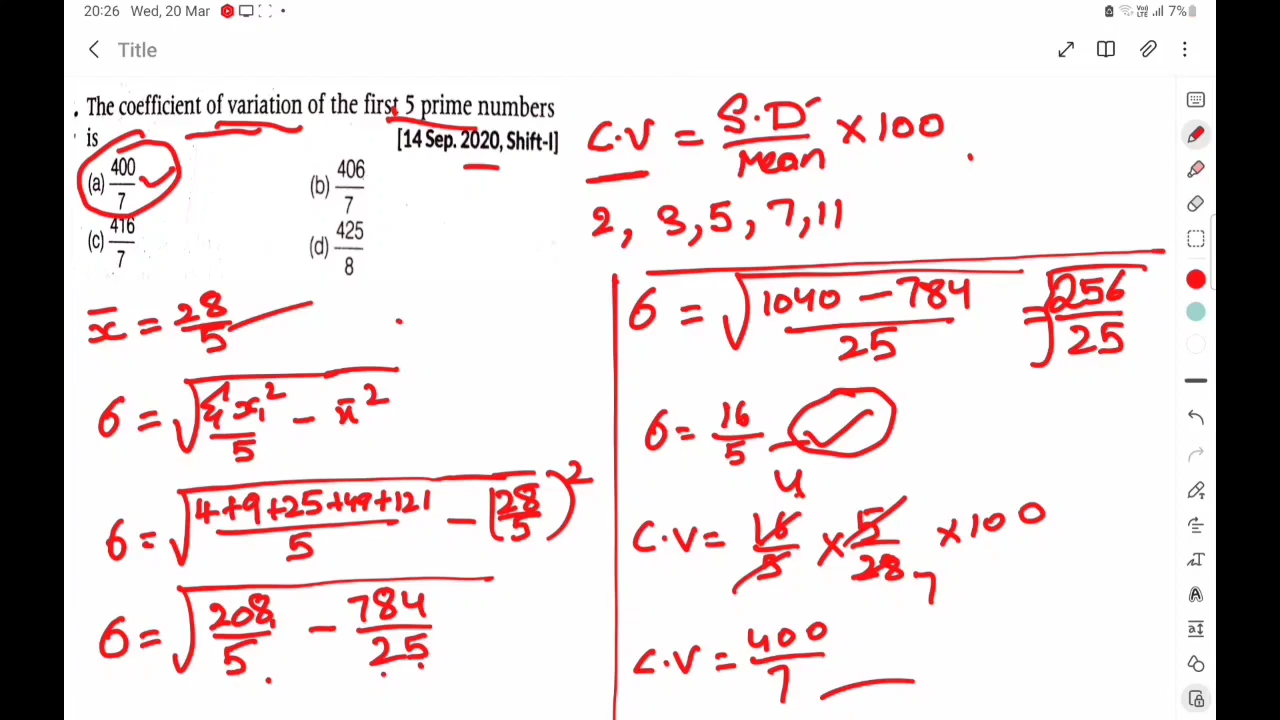 20:26 Wed, 20 Mar
7%
Title
. The coefficient of variation of the first 5 prime numbers
is
[14 Sep. 2020, Shift-I]
(a) 400/7
(b) 406/7
(c) 416/7
(d) 425/8
x̄ = 28/5
σ = √(Σxᵢ²/5 - x̄²)
σ = √(4+9+25+49+121/5 - (28/5)²)
σ = √(208/5 - 784/25)
C.V = S.D/Mean × 100
2, 3, 5, 7, 11
σ = √(1040 - 784/25) = √(256/25)
σ = 16/5
4
C.V = 16/5 × 5/28 × 100
7
C.V = 400/7